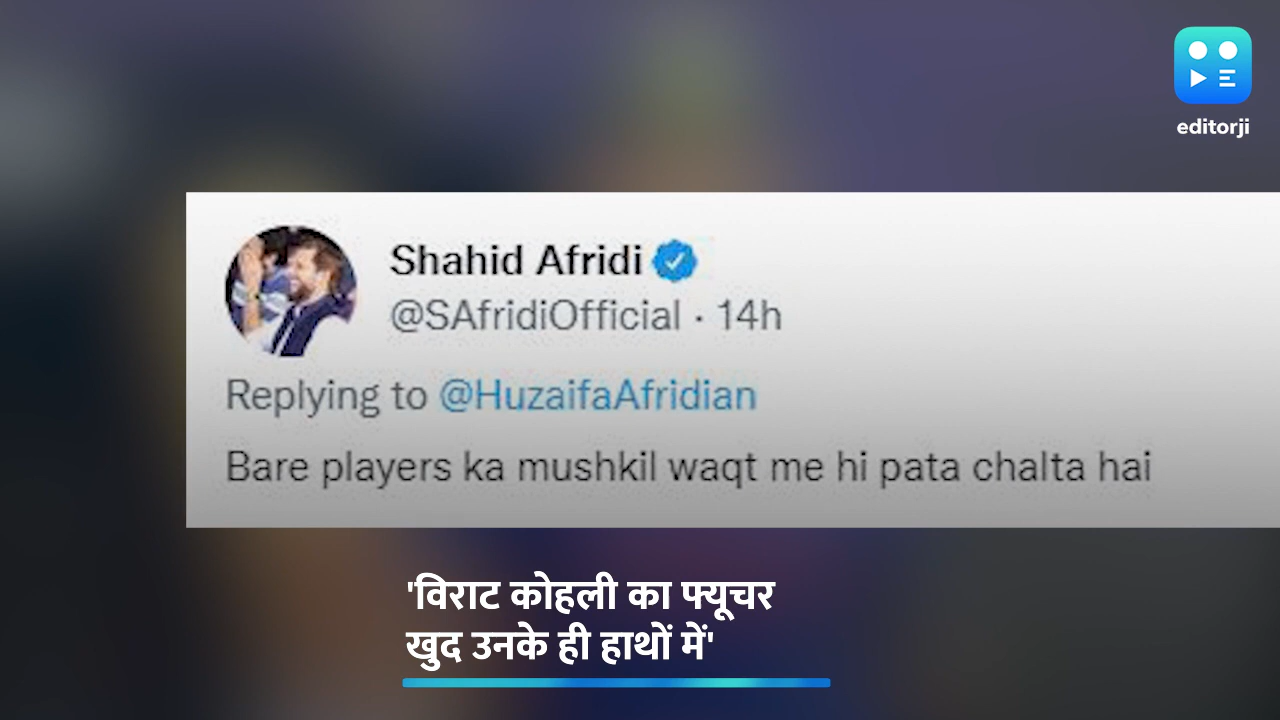 editorji
Shahid Afridi
@SAfridiOfficial · 14h
Replying to @HuzaifaAfridian
Bare players ka mushkil waqt me hi pata chalta hai
'विराट कोहली का फ्यूचर
खुद उनके ही हाथों में'